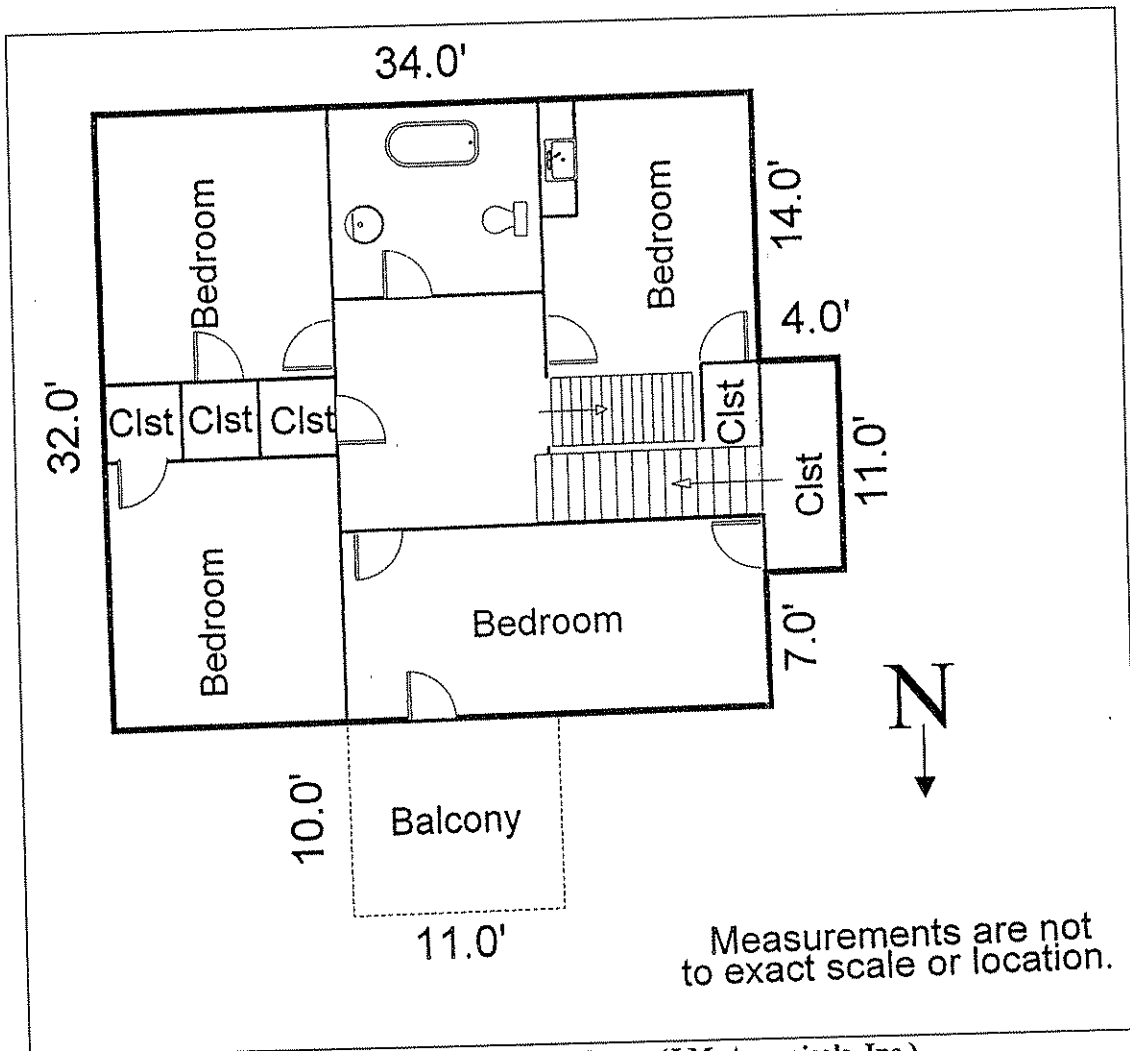 34.0'
Bedroom
Bedroom
14.0'
4.0'
32.0'
Clst
Clst
Clst
Clst
Clst
11.0'
Bedroom
Bedroom
7.0'
N
10.0'
Balcony
11.0'
Measurements are not
to exact scale or location.